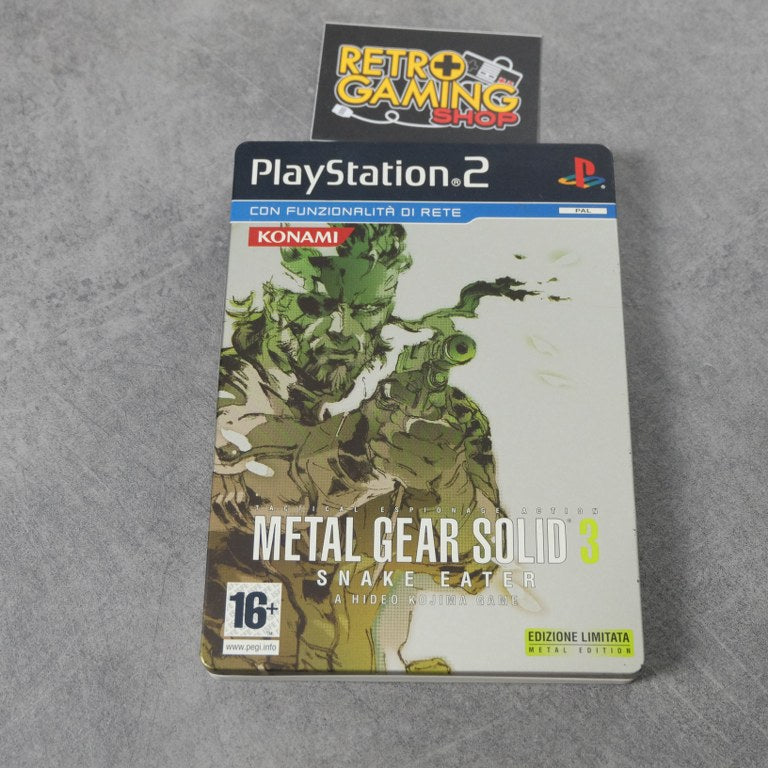 RETRO
GAMING
SHOP
PlayStation®2
CON FUNZIONALITÀ DI RETE
PAL
KONAMI
TACTICAL ESPIONAGE ACTION
METAL GEAR SOLID® 3
SNAKE EATER
A HIDEO KOJIMA GAME
16+
™
www.pegi.info
EDIZIONE LIMITATA
METAL EDITION